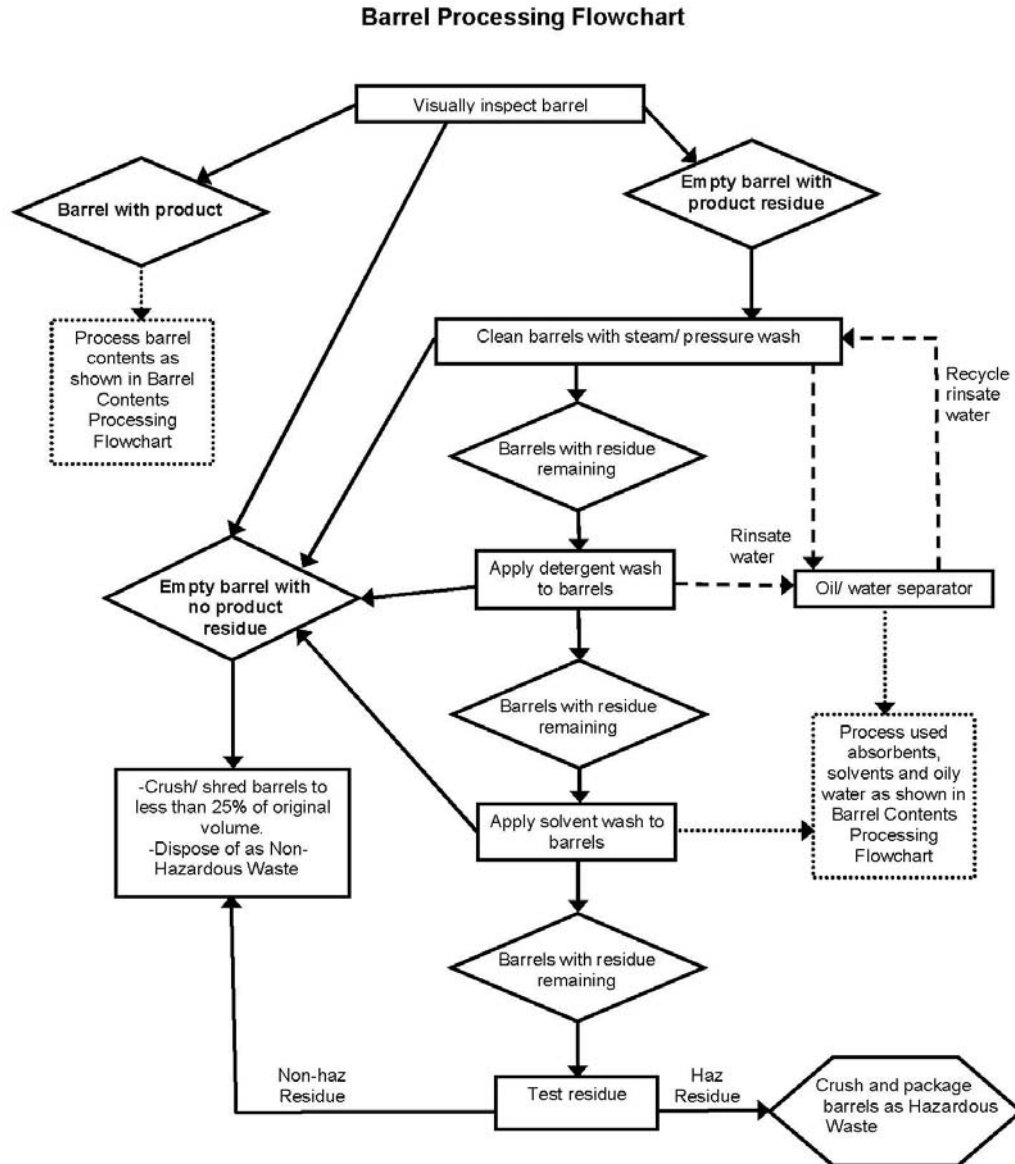 Barrel Processing Flowchart
Visually inspect barrel
Barrel with product
Empty barrel with
product residue
Process barrel
contents as
shown in Barrel
Contents
Processing
Flowchart
Clean barrels with steam/ pressure wash
Recycle
rinsate
water
Barrels with residue
remaining
Rinsate
water
Empty barrel with
no product
residue
Apply detergent wash
to barrels
Oil/ water separator
Barrels with residue
remaining
Process used
absorbents,
solvents and oily
water as shown in
Barrel Contents
Processing
Flowchart
-Crush/ shred barrels to
less than 25% of original
volume.
-Dispose of as Non-
Hazardous Waste
Apply solvent wash to
barrels
Barrels with residue
remaining
Non-haz
Residue
Test residue
Haz
Residue
Crush and package
barrels as Hazardous
Waste